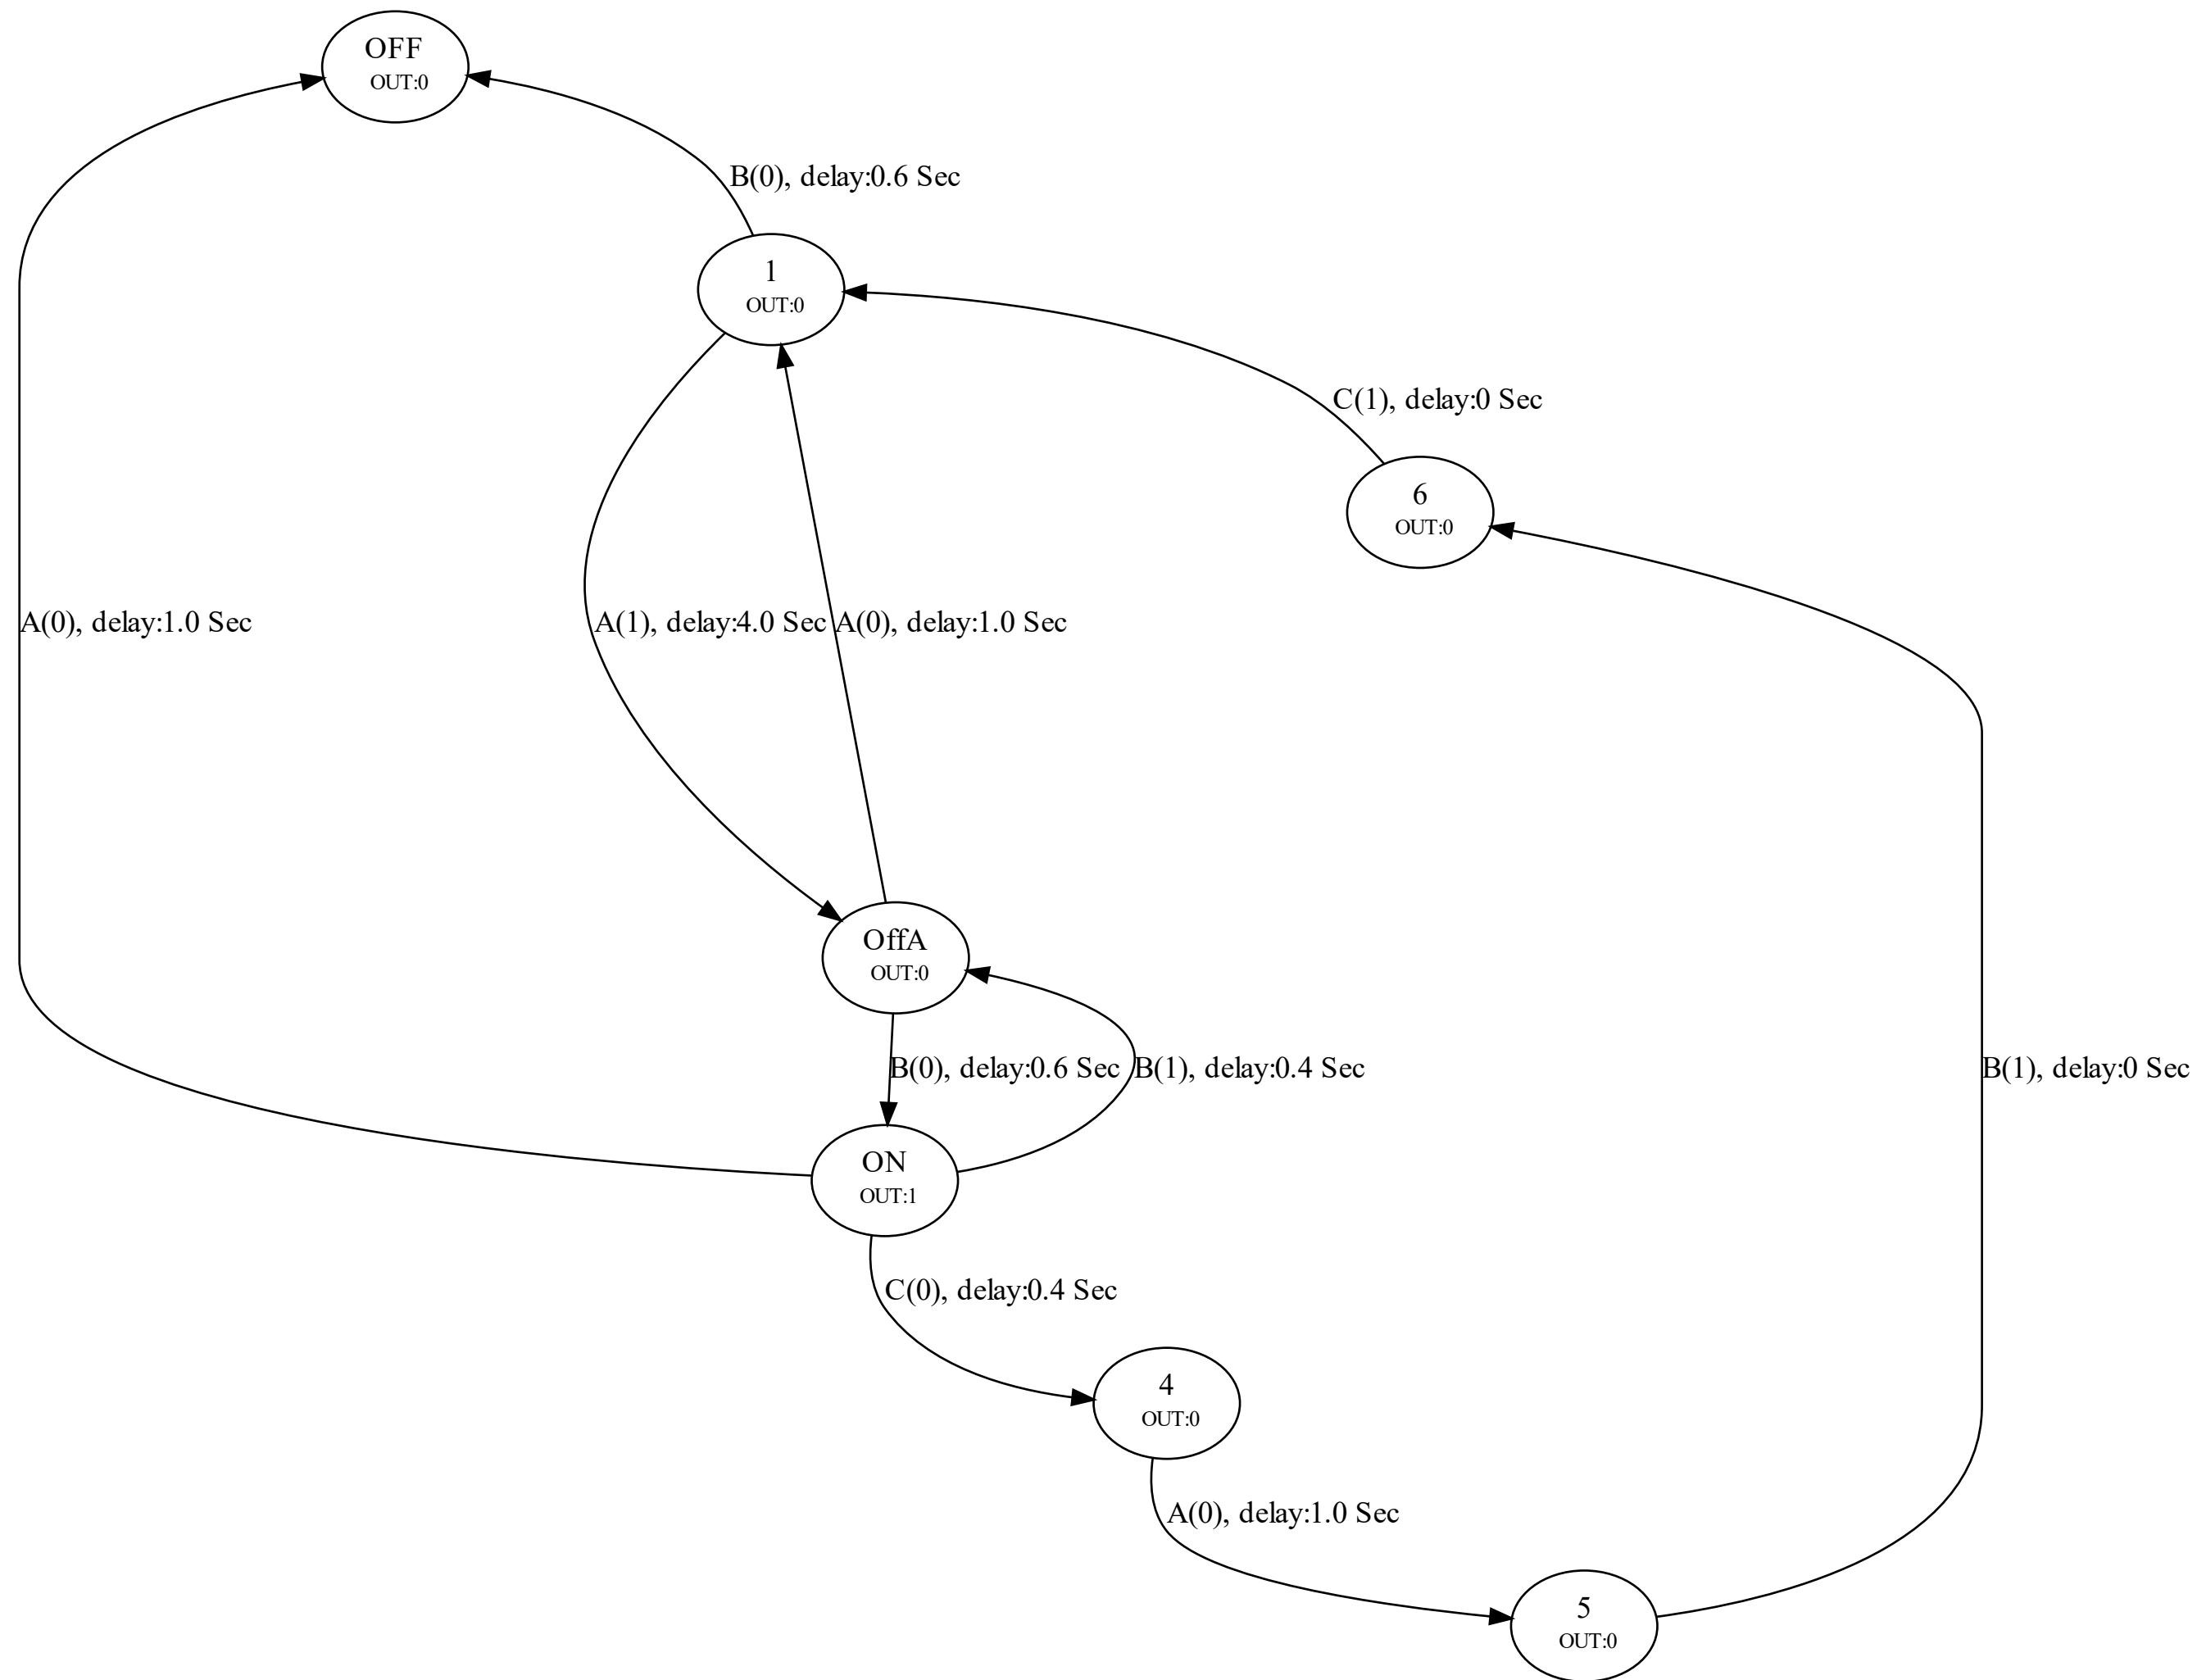 OFF
OUT:0
B(0), delay:0.6 Sec
1
OUT:0
C(1), delay:0 Sec
6
OUT:0
A(0), delay:1.0 Sec
A(1), delay:4.0 Sec
A(0), delay:1.0 Sec
OffA
OUT:0
B(0), delay:0.6 Sec
B(1), delay:0.4 Sec
B(1), delay:0 Sec
ON
OUT:1
C(0), delay:0.4 Sec
4
OUT:0
A(0), delay:1.0 Sec
5
OUT:0